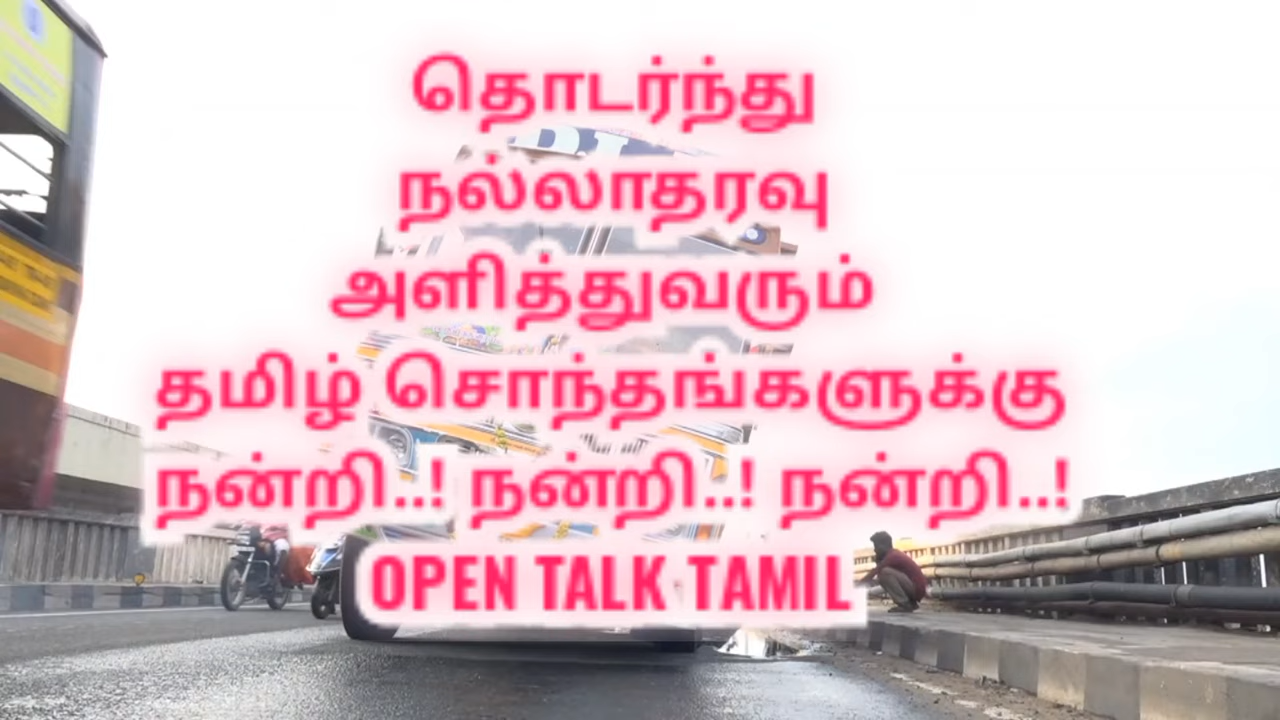 தொடர்ந்து
நல்லாதரவு
அளித்துவரும்
தமிழ் சொந்தங்களுக்கு
நன்றி..! நன்றி..! நன்றி..!
OPEN TALK TAMIL